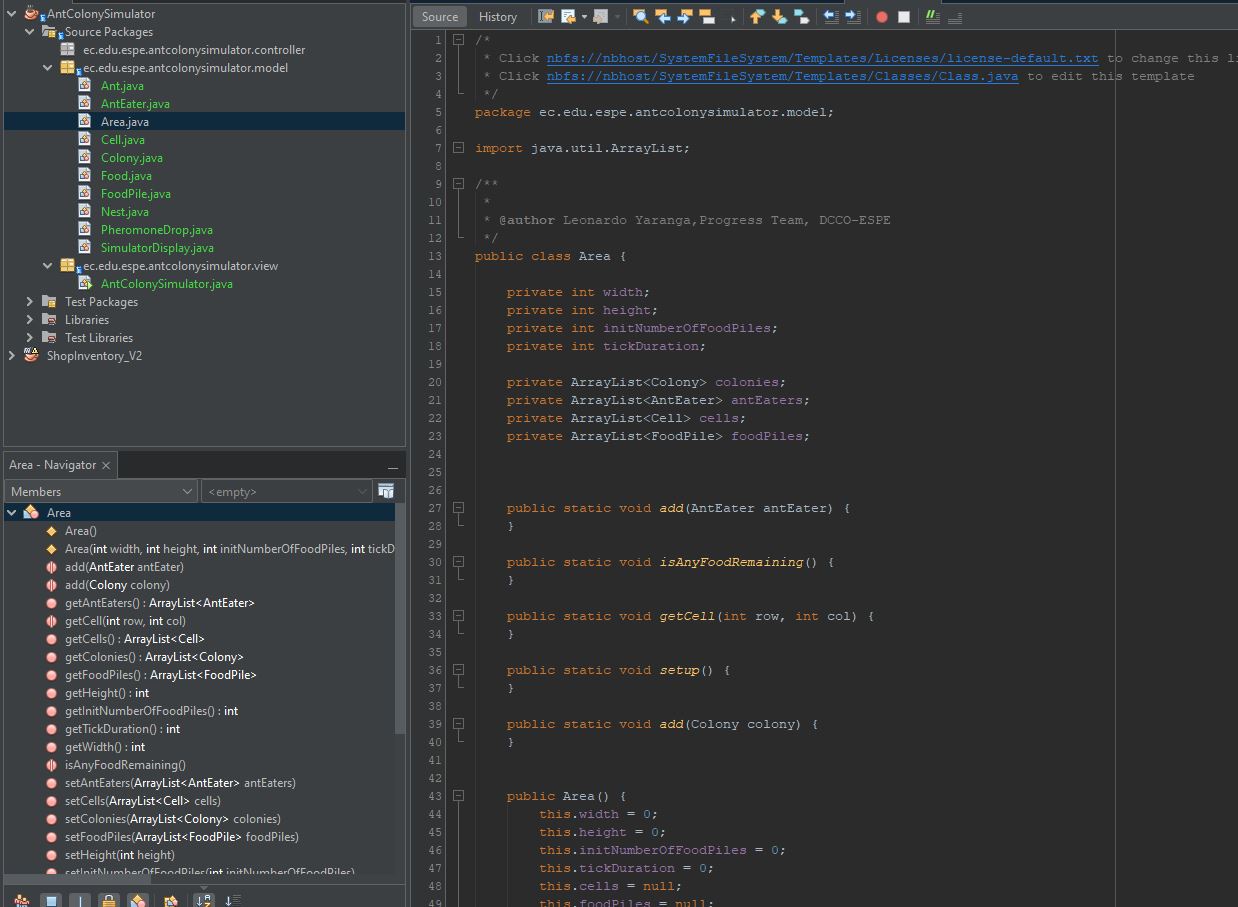 AntColonySimulator
Source Packages
ec.edu.espe.antcolonysimulator.controller
ec.edu.espe.antcolonysimulator.model
Ant.java
AntEater.java
Area.java
Cell.java
Colony.java
Food.java
FoodPile.java
Nest.java
PheromoneDrop.java
SimulatorDisplay.java
ec.edu.espe.antcolonysimulator.view
AntColonySimulator.java
Test Packages
Libraries
Test Libraries
ShopInventory_V2
Area - Navigator
Members
<empty>
Area
Area()
Area(int width, int height, int initNumberOfFoodPiles, int tickD
add(AntEater antEater)
add(Colony colony)
getAntEaters() : ArrayList<AntEater>
getCell(int row, int col)
getCells() : ArrayList<Cell>
getColonies() : ArrayList<Colony>
getFoodPiles() : ArrayList<FoodPile>
getHeight() : int
getInitNumberOfFoodPiles() : int
getTickDuration() : int
getWidth() : int
isAnyFoodRemaining()
setAntEaters(ArrayList<AntEater> antEaters)
setCells(ArrayList<Cell> cells)
setColonies(ArrayList<Colony> colonies)
setFoodPiles(ArrayList<FoodPile> foodPiles)
setHeight(int height)
setInitNumberOfFoodPiles(int initNumberOfFoodPiles)
Source History
1 /*
2 * Click nbfs://nbhost/SystemFileSystem/Templates/Licenses/license-default.txt to change this li
3 * Click nbfs://nbhost/SystemFileSystem/Templates/Classes/Class.java to edit this template
4 */
5 package ec.edu.espe.antcolonysimulator.model;
6
7 import java.util.ArrayList;
8
9 /**
10 *
11 * @author Leonardo Yaranga,Progress Team, DCCO-ESPE
12 */
13 public class Area {
14
15 private int width;
16 private int height;
17 private int initNumberOfFoodPiles;
18 private int tickDuration;
19
20 private ArrayList<Colony> colonies;
21 private ArrayList<AntEater> antEaters;
22 private ArrayList<Cell> cells;
23 private ArrayList<FoodPile> foodPiles;
24
25
26
27 public static void add(AntEater antEater) {
28 }
29
30 public static void isAnyFoodRemaining() {
31 }
32
33 public static void getCell(int row, int col) {
34 }
35
36 public static void setup() {
37 }
38
39 public static void add(Colony colony) {
40 }
41
42
43 public Area() {
44 this.width = 0;
45 this.height = 0;
46 this.initNumberOfFoodPiles = 0;
47 this.tickDuration = 0;
48 this.cells = null;
49 this.foodPiles = null;